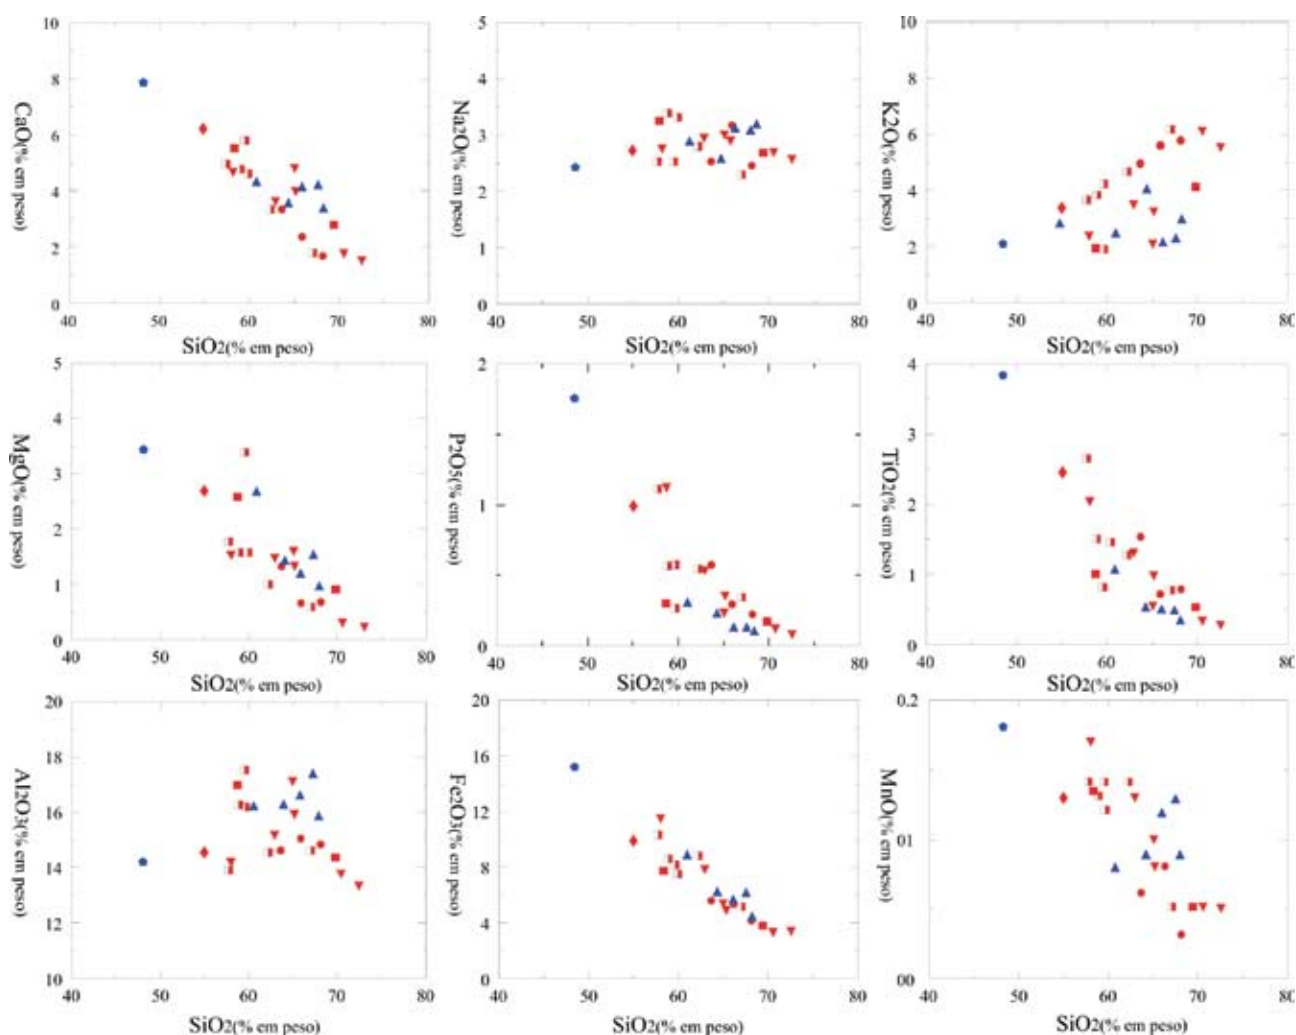 10
8
6
4
2
0
CaO(% em peso)
40 50 60 70 80
SiO2(% em peso)
5
4
3
2
1
0
Na2O(% em peso)
40 50 60 70 80
SiO2(% em peso)
10
8
6
4
2
0
K2O(% em peso)
40 50 60 70 80
SiO2(% em peso)
5
4
3
2
1
0
MgO(% em peso)
40 50 60 70 80
SiO2(% em peso)
2
1
0
P2O5(% em peso)
40 50 60 70 80
SiO2(% em peso)
4
3
2
1
0
TiO2(% em peso)
40 50 60 70 80
SiO2(% em peso)
20
18
16
14
12
10
Al2O3(% em peso)
40 50 60 70 80
SiO2(% em peso)
20
16
12
8
4
0
Fe2O3(% em peso)
40 50 60 70 80
SiO2(% em peso)
0.2
01
00
MnO(% em peso)
40 50 60 70 80
SiO2(% em peso)